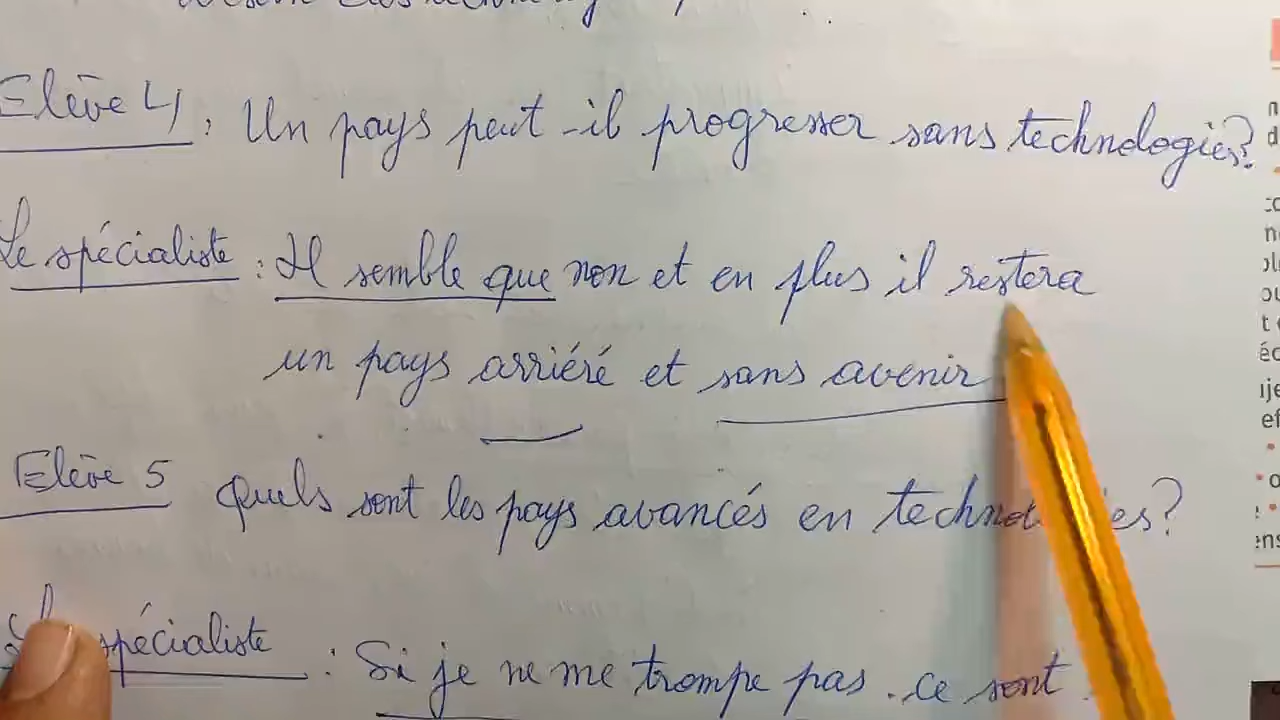 Elève 4, Un pays peut-il progresser sans technologies?
Le spécialiste : Il semble que non et en plus il restera
un pays arriéré et sans avenir
Elève 5 Quels sont les pays avancés en technologies?
spécialiste : Si je ne me trompe pas. ce sont